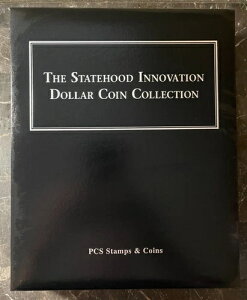 The Statehood Innovation
Dollar Coin Collection
PCS Stamps & Coins